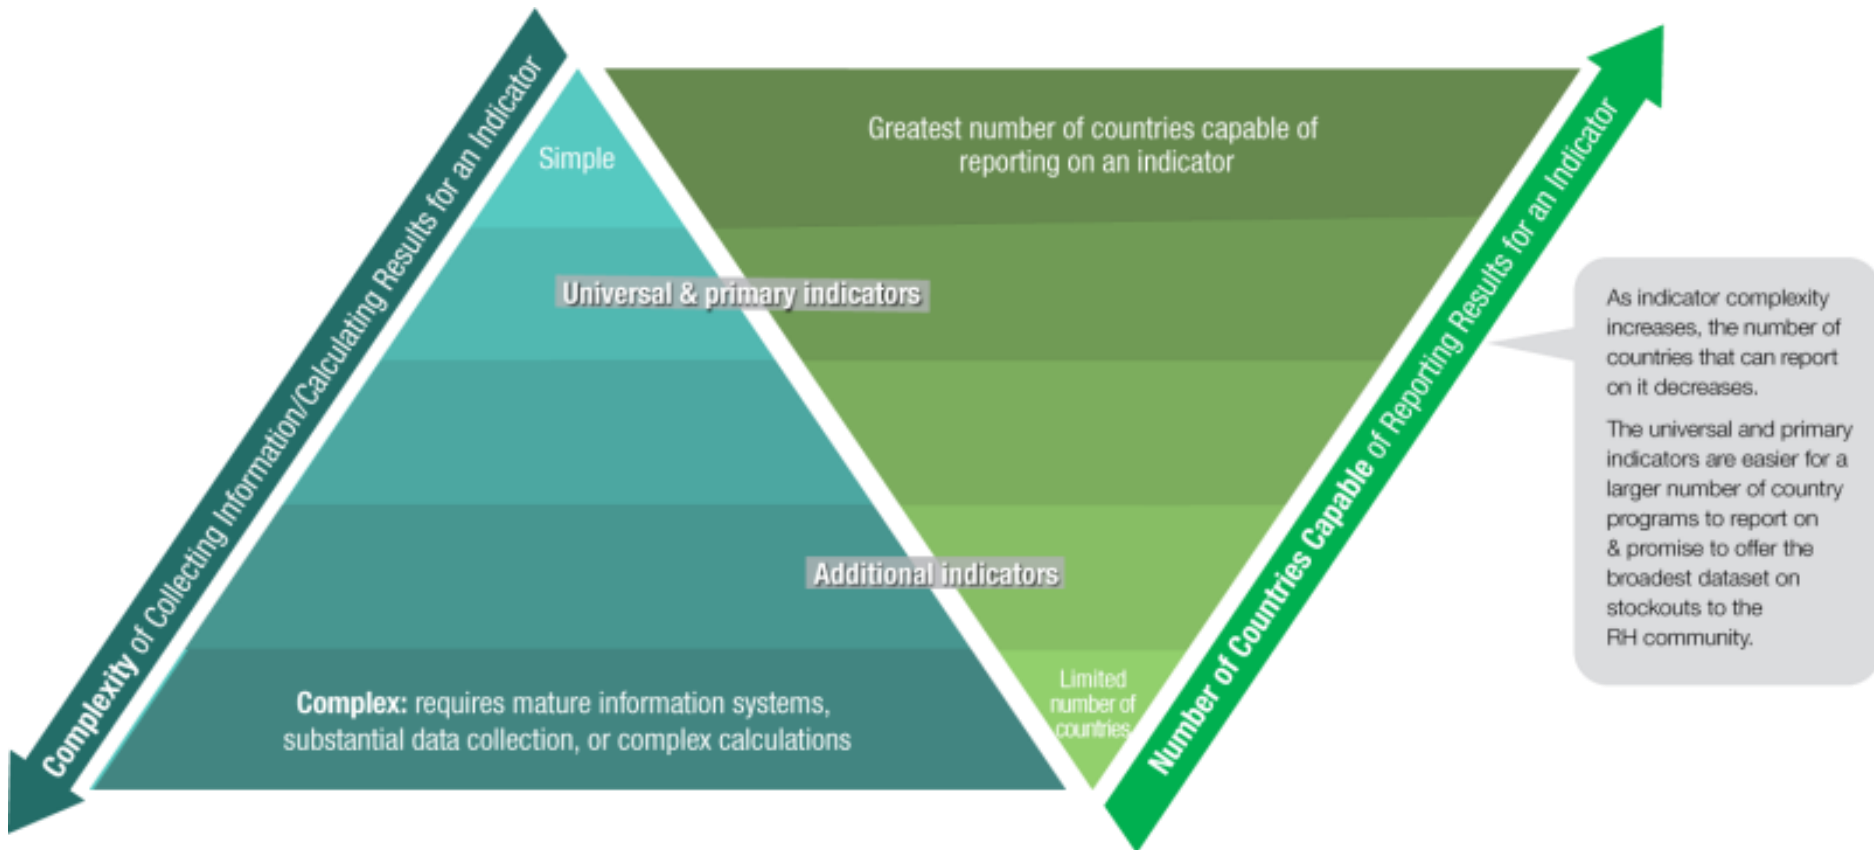 Complexity of Collecting Information/Calculating Results for an Indicator
Simple
Greatest number of countries capable of
reporting on an indicator
Universal & primary indicators
Additional indicators
Complex: requires mature information systems,
substantial data collection, or complex calculations
Limited
number of
countries
Number of Countries Capable of Reporting Results for an Indicator
As indicator complexity
increases, the number of
countries that can report
on it decreases.
The universal and primary
indicators are easier for a
larger number of country
programs to report on
& promise to offer the
broadest dataset on
stockouts to the
RH community.